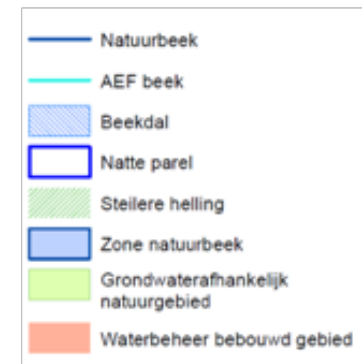 Natuurbeek
AEF beek
Beekdal
Natte parel
Steilere helling
Zone natuurbeek
Grondwaterafhankelijk
natuurgebied
Waterbeheer bebouwd gebied